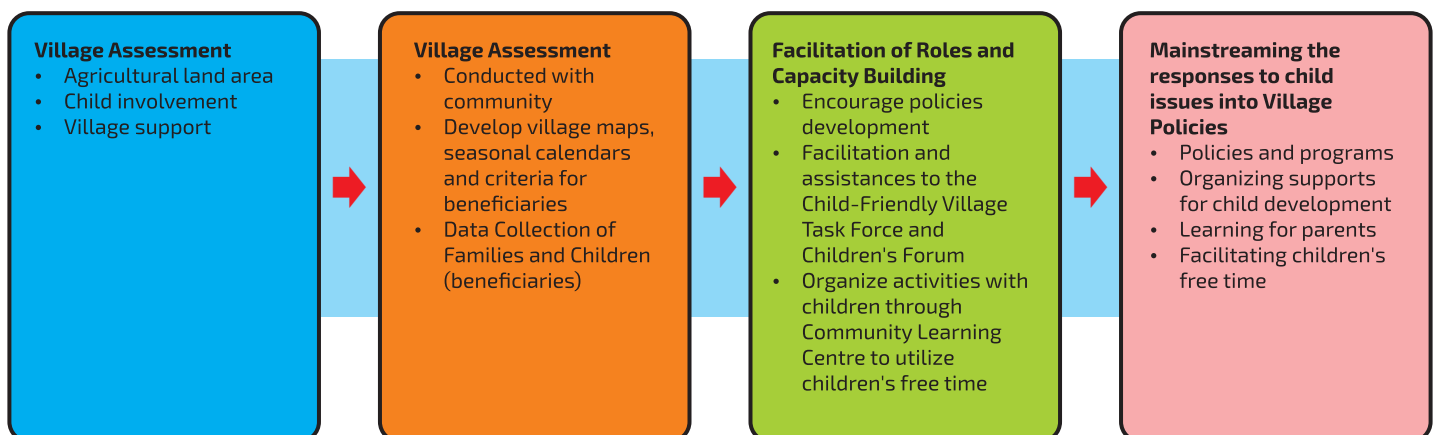 Village Assessment
• Agricultural land area
• Child involvement
• Village support
Village Assessment
• Conducted with
community
• Develop village maps,
seasonal calendars
and criteria for
beneficiaries
• Data Collection of
Families and Children
(beneficiaries)
Facilitation of Roles and
Capacity Building
• Encourage policies
development
• Facilitation and
assistances to the
Child-Friendly Village
Task Force and
Children's Forum
• Organize activities with
children through
Community Learning
Centre to utilize
children's free time
Mainstreaming the
responses to child
issues into Village
Policies
• Policies and programs
• Organizing supports
for child development
• Learning for parents
• Facilitating children's
free time